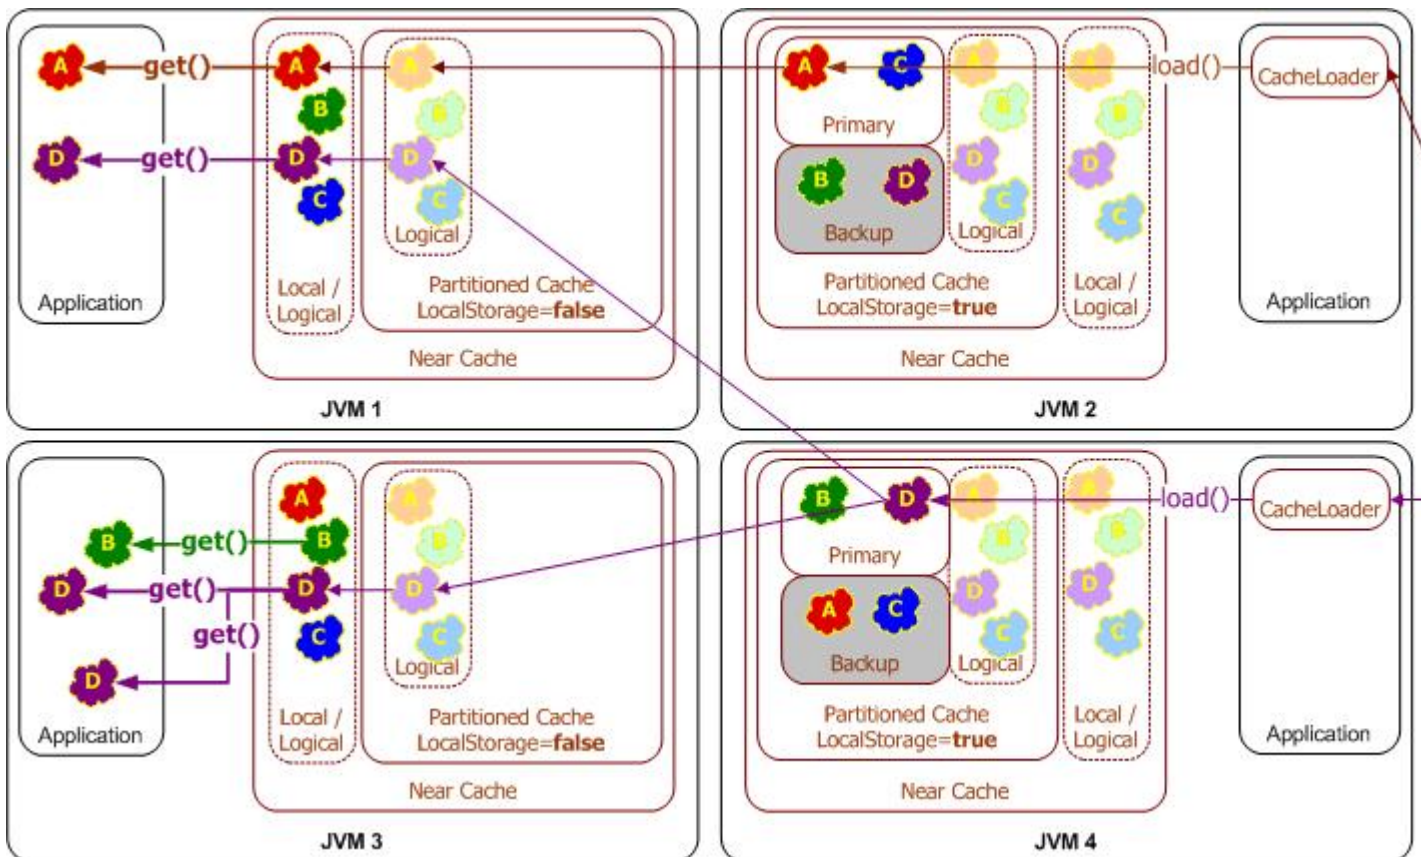 A
get()
A
A
A
C
A
A
load()
CacheLoader
B
B
Primary
B
B
D
get()
D
D
D
D
C
C
B
D
C
C
Logical
Backup
Logical
Application
Local /
Logical
Partitioned Cache
LocalStorage=false
Partitioned Cache
LocalStorage=true
Local /
Logical
Application
Near Cache
Near Cache
JVM 1
JVM 2
A
A
B
D
A
A
load()
CacheLoader
B
get()
B
B
Primary
B
B
D
get()
D
D
D
D
get()
C
C
A
C
C
C
D
Logical
Backup
Logical
Application
Local /
Logical
Partitioned Cache
LocalStorage=false
Partitioned Cache
LocalStorage=true
Local /
Logical
Application
Near Cache
Near Cache
JVM 3
JVM 4